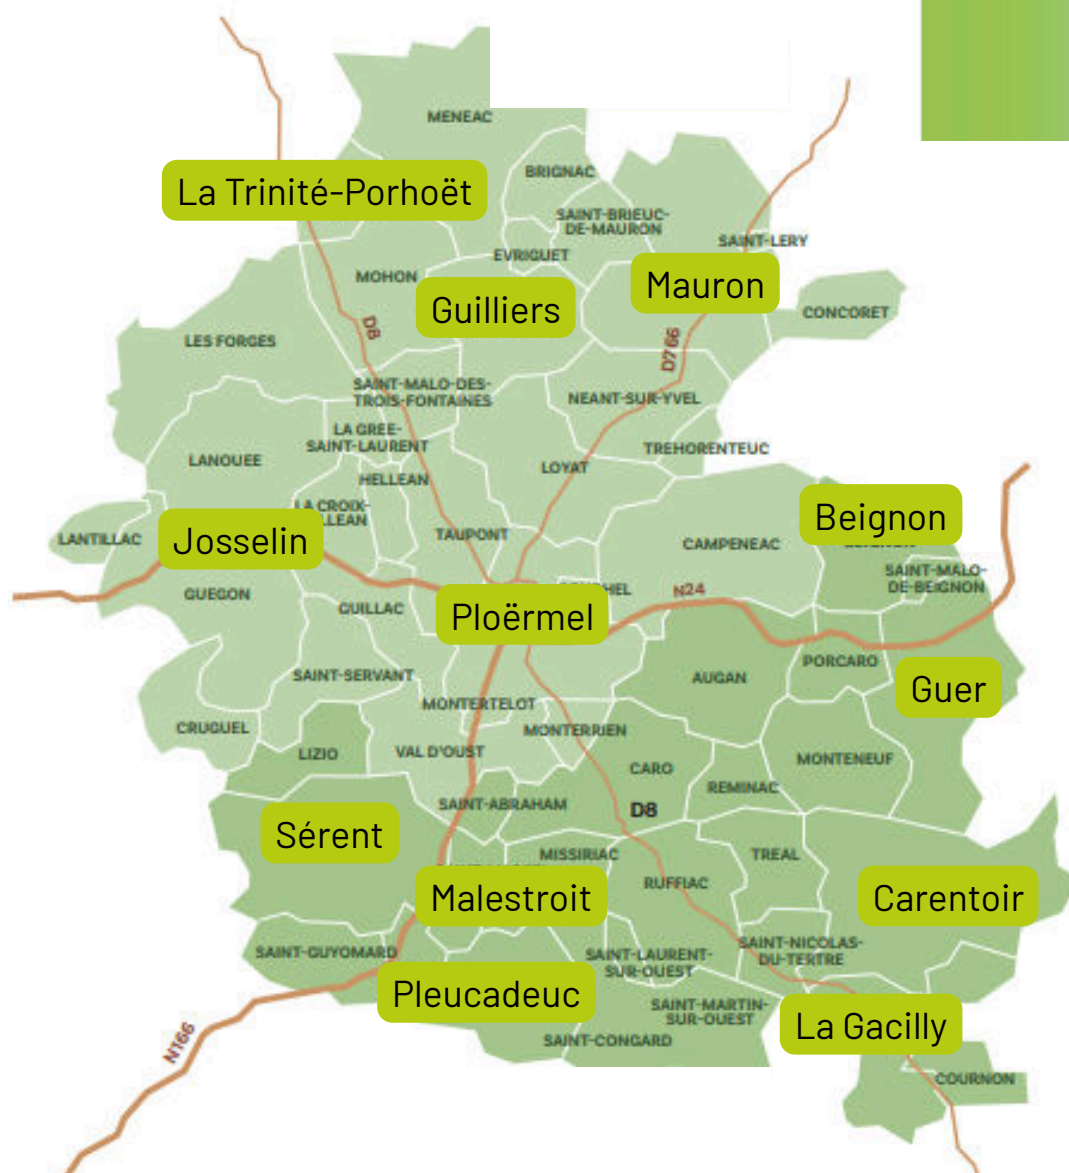 MENEAC
BRIGNAC
La Trinité-Porhoët
SAINT-BRIEUC-
DE-MAURON
SAINT-LERY
EVRIGUET
MOHON
Mauron
Guilliers
CONCORET
D8
LES FORGES
D766
SAINT-MALO-DES-
TROIS-FONTAINES
NEANT-SUR-YVEL
LA GREE-
SAINT-LAURENT
TREHORENTEUC
LANOUEE
LOYAT
HELLEAN
LA CROIX-
LLEAN
Beignon
TAUPONT
LANTILLAC
Josselin
CAMPENEAC
SAINT-MALO-
DE-BEIGNON
GUEGON
HEL
N24
GUILLAC
Ploërmel
PORCARO
SAINT-SERVANT
AUGAN
Guer
MONTERTELOT
CRUGUEL
MONTERRIEN
LIZIO
VAL D'OUST
MONTENEUF
CARO
REMINAC
SAINT-ABRAHAM
D8
Sérent
MISSIRIAC
TREAL
RUFFIAC
Malestroit
Carentoir
SAINT-GUYOMARD
SAINT-LAURENT-
SUR-OUEST
SAINT-NICOLAS-
DU-TERTRE
Pleucadeuc
SAINT-MARTIN-
SUR-OUEST
La Gacilly
SAINT-CONGARD
N166
COURNON